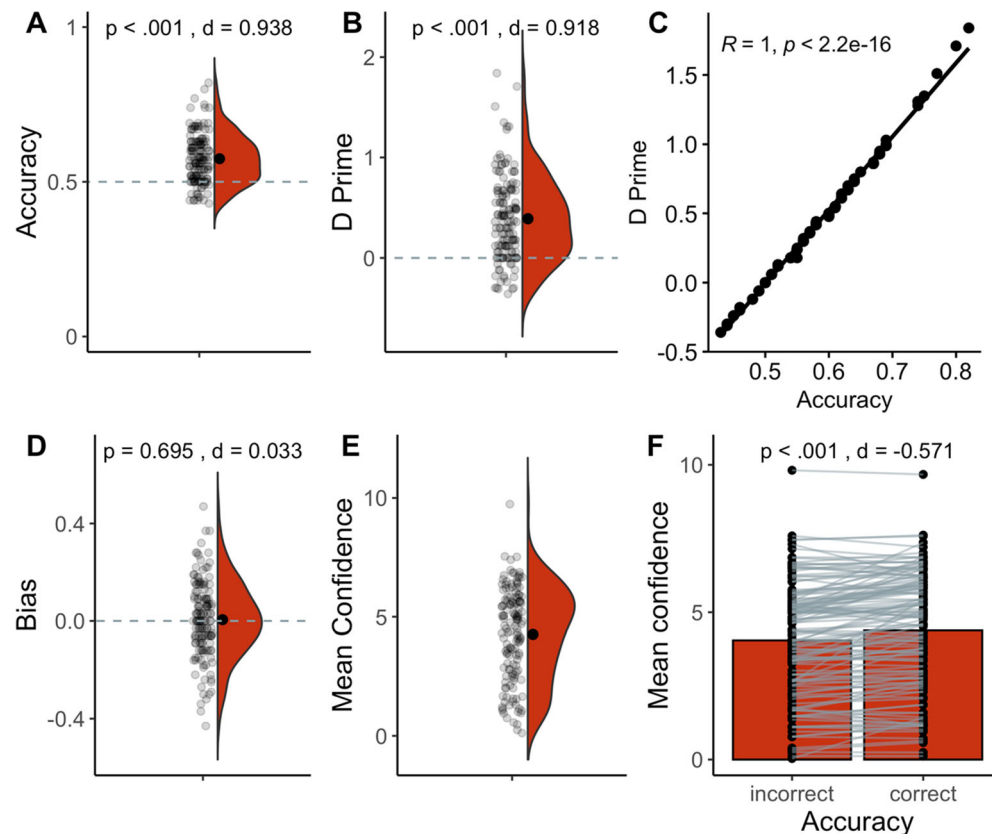 A
p < .001 , d = 0.938
Accuracy
1
0.5
0
B
p < .001 , d = 0.918
D Prime
2
1
0
C
R = 1, p < 2.2e-16
D Prime
1.5
1.0
0.5
0.0
-0.5
0.5 0.6 0.7 0.8
Accuracy
D
p = 0.695 , d = 0.033
Bias
0.4
0.0
-0.4
E
Mean Confidence
10
5
0
F
p < .001 , d = -0.571
Mean confidence
10
5
0
incorrect correct
Accuracy